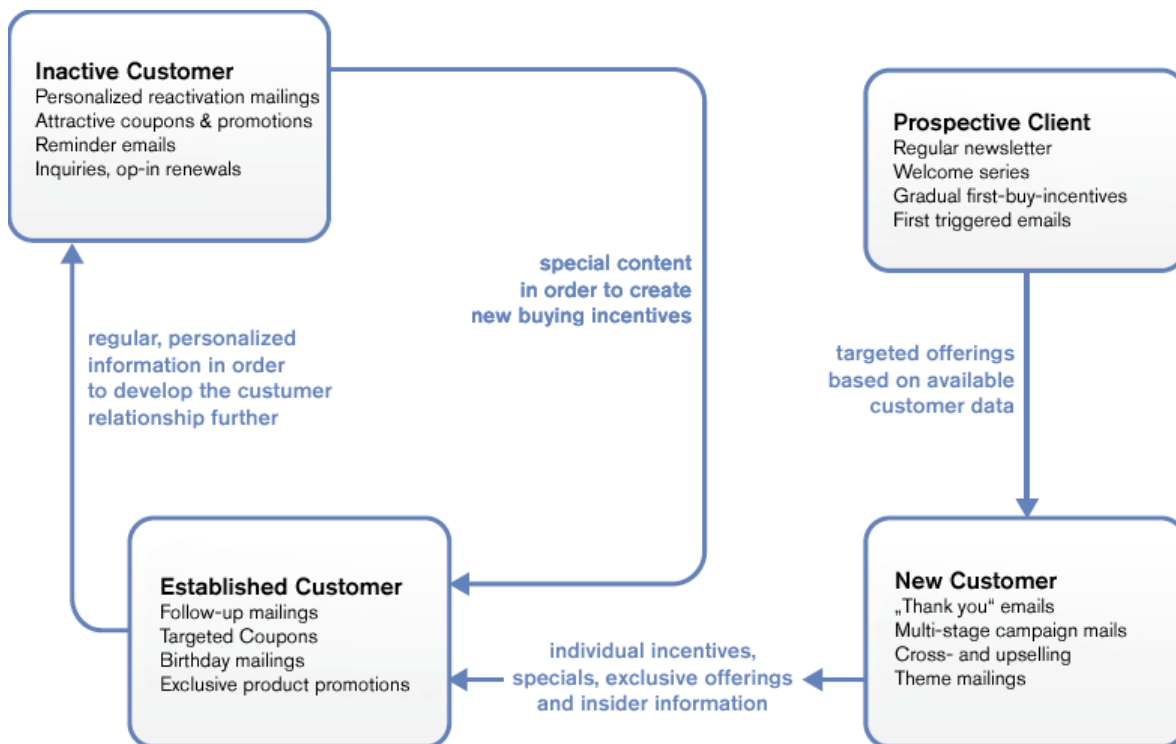 Inactive Customer
Personalized reactivation mailings
Attractive coupons & promotions
Reminder emails
Inquiries, op-in renewals
Prospective Client
Regular newsletter
Welcome series
Gradual first-buy-incentives
First triggered emails
special content
in order to create
new buying incentives
regular, personalized
information in order
to develop the custumer
relationship further
targeted offerings
based on available
customer data
Established Customer
Follow-up mailings
Targeted Coupons
Birthday mailings
Exclusive product promotions
individual incentives,
specials, exclusive offerings
and insider information
New Customer
„Thank you“ emails
Multi-stage campaign mails
Cross- and upselling
Theme mailings